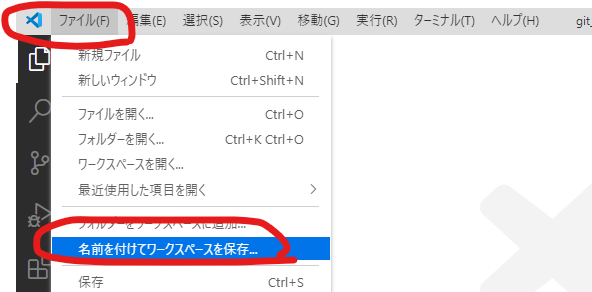 ファイル(F) 編集(E) 選択(S) 表示(V) 移動(G) 実行(R) ターミナル(T) ヘルプ(H) git_
新規ファイル Ctrl+N
新しいウィンドウ Ctrl+Shift+N
ファイルを開く... Ctrl+O
フォルダーを開く... Ctrl+K Ctrl+O
ワークスペースを開く...
最近使用した項目を開く
フォルダーをワークスペースに追加...
名前を付けてワークスペースを保存...
保存 Ctrl+S